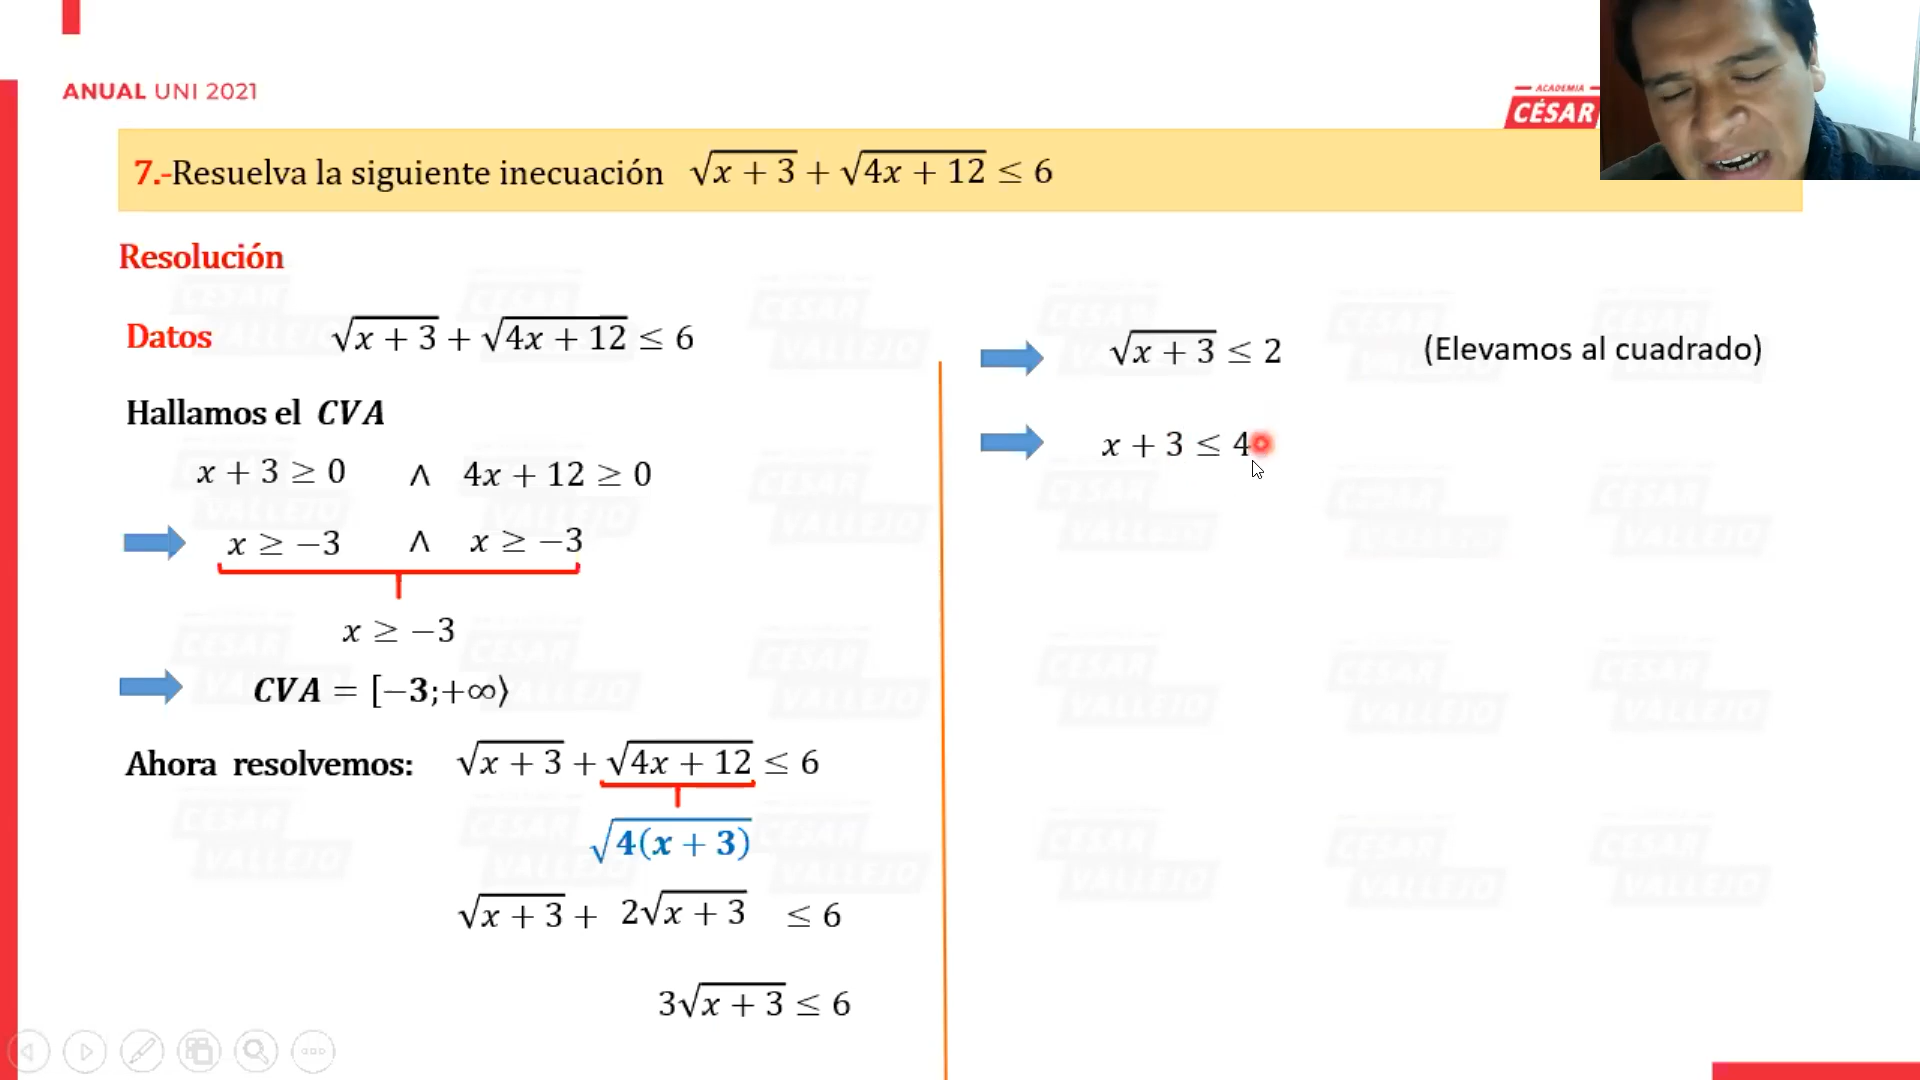 ANUAL UNI 2021
ACADEMIA
CÉSAR
7.-Resuelva la siguiente inecuación √(x + 3) + √(4x + 12) ≤ 6
Resolución
Datos √(x + 3) + √(4x + 12) ≤ 6
Hallamos el CVA
x + 3 ≥ 0 ∧ 4x + 12 ≥ 0
x ≥ −3 ∧ x ≥ −3
x ≥ −3
CVA = [−3;+∞⟩
Ahora resolvemos: √(x + 3) + √(4x + 12) ≤ 6
√(4(x + 3))
√(x + 3) + 2√(x + 3) ≤ 6
3√(x + 3) ≤ 6
√(x + 3) ≤ 2 (Elevamos al cuadrado)
x + 3 ≤ 4